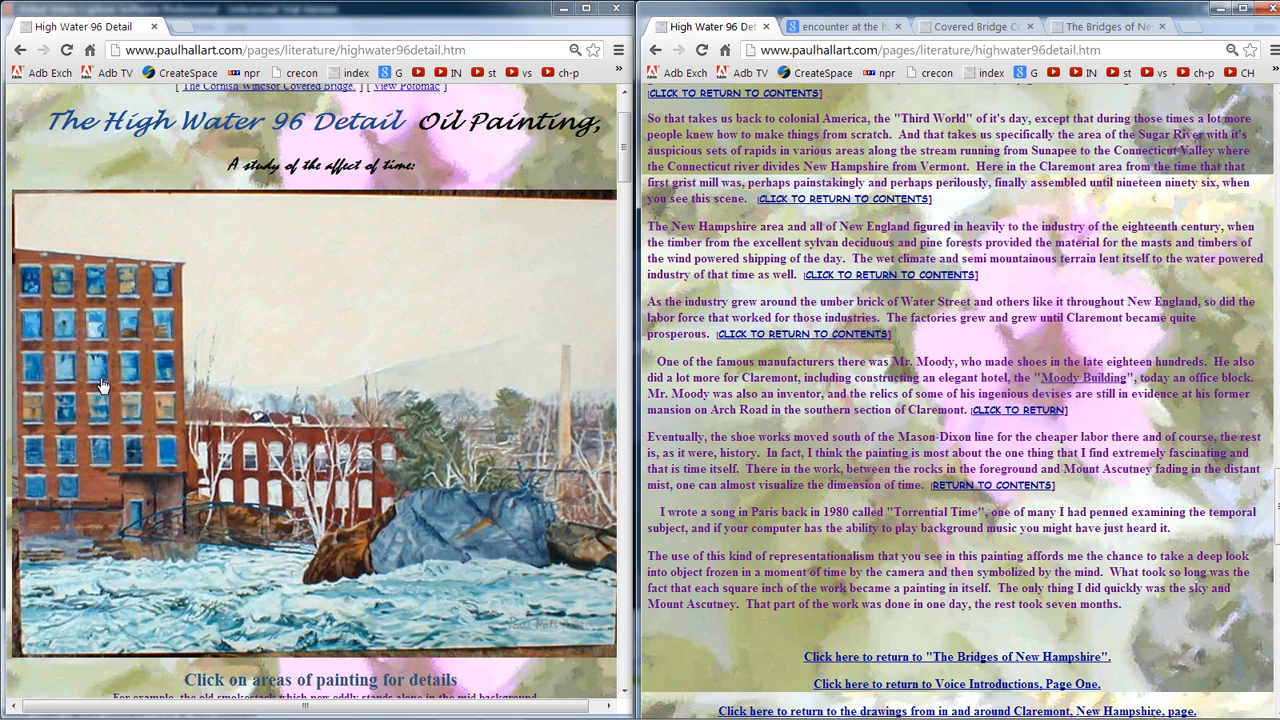 High Water 96 Detail
www.paulhallart.com/pages/literature/highwater96detail.htm
Adb Exch Adb TV CreateSpace npr crecon index G IN st vs ch-p »
[ The Cornish Windsor Covered Bridge. ] [ View Potomac ]
The High Water 96 Detail Oil Painting,
A study of the affect of time:
Click on areas of painting for details
For example, the old smokestack which now oddly stands alone in the mid background
High Water 96 Det encounter at the h Covered Bridge Co The Bridges of Ne
www.paulhallart.com/pages/literature/highwater96detail.htm
Adb Exch Adb TV CreateSpace npr crecon index G IN st vs ch-p CH »
[CLICK TO RETURN TO CONTENTS]
So that takes us back to colonial America, the "Third World" of it's day, except that during those times a lot more
people knew how to make things from scratch. And that takes us specifically the area of the Sugar River with it's
auspicious sets of rapids in various areas along the stream running from Sunapee to the Connecticut Valley where
the Connecticut river divides New Hampshire from Vermont. Here in the Claremont area from the time that that
first grist mill was, perhaps painstakingly and perhaps perilously, finally assembled until nineteen ninety six, when
you see this scene. [CLICK TO RETURN TO CONTENTS]
The New Hampshire area and all of New England figured in heavily to the industry of the eighteenth century, when
the timber from the excellent sylvan deciduous and pine forests provided the material for the masts and timbers of
the wind powered shipping of the day. The wet climate and semi mountainous terrain lent itself to the water powered
industry of that time as well. [CLICK TO RETURN TO CONTENTS]
As the industry grew around the umber brick of Water Street and others like it throughout New England, so did the
labor force that worked for those industries. The factories grew and grew until Claremont became quite
prosperous. [CLICK TO RETURN TO CONTENTS]
One of the famous manufacturers there was Mr. Moody, who made shoes in the late eighteen hundreds. He also
did a lot more for Claremont, including constructing an elegant hotel, the "Moody Building", today an office block.
Mr. Moody was also an inventor, and the relics of some of his ingenious devises are still in evidence at his former
mansion on Arch Road in the southern section of Claremont. [CLICK TO RETURN]
Eventually, the shoe works moved south of the Mason-Dixon line for the cheaper labor there and of course, the rest
is, as it were, history. In fact, I think the painting is most about the one thing that I find extremely fascinating and
that is time itself. There in the work, between the rocks in the foreground and Mount Ascutney fading in the distant
mist, one can almost visualize the dimension of time. [RETURN TO CONTENTS]
I wrote a song in Paris back in 1980 called "Torrential Time", one of many I had penned examining the temporal
subject, and if your computer has the ability to play background music you might have just heard it.
The use of this kind of representationalism that you see in this painting affords me the chance to take a deep look
into object frozen in a moment of time by the camera and then symbolized by the mind. What took so long was the
fact that each square inch of the work became a painting in itself. The only thing I did quickly was the sky and
Mount Ascutney. That part of the work was done in one day, the rest took seven months.
Click here to return to "The Bridges of New Hampshire".
Click here to return to Voice Introductions, Page One.
Click here to return to the drawings from in and around Claremont, New Hampshire, page.